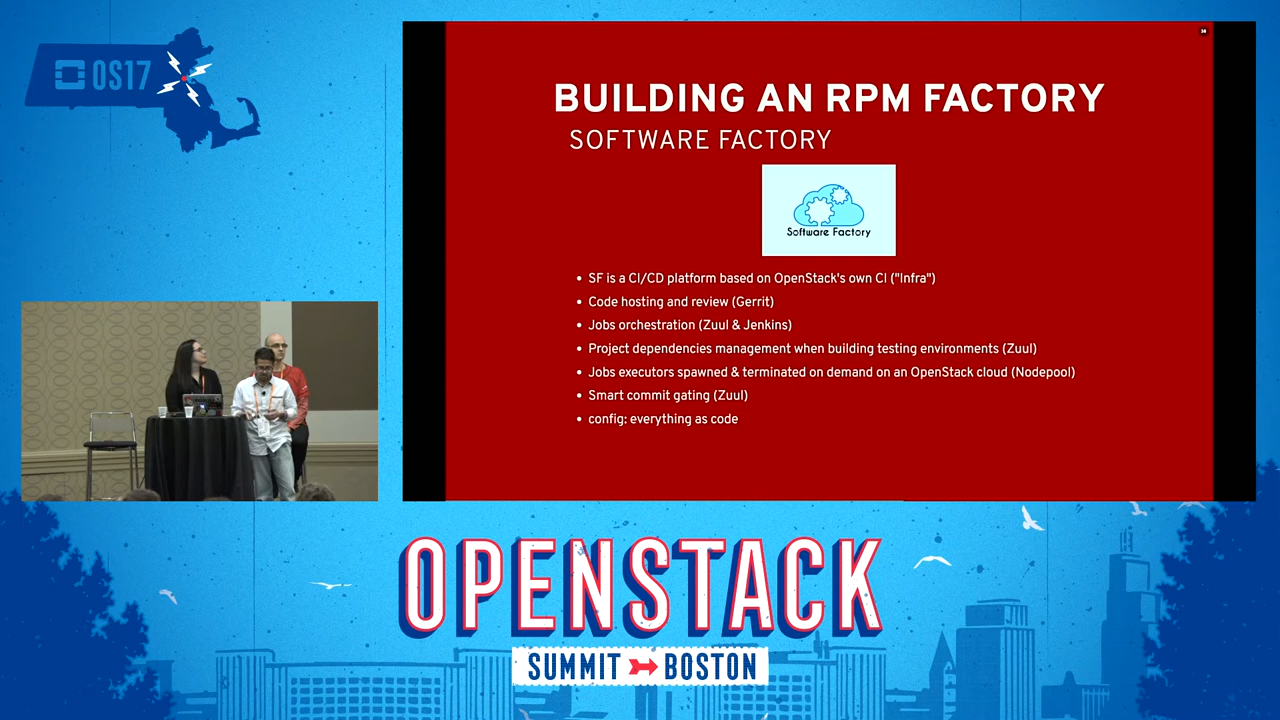 OS17
36
BUILDING AN RPM FACTORY
SOFTWARE FACTORY
Software Factory
• SF is a CI/CD platform based on OpenStack's own CI ("Infra")
• Code hosting and review (Gerrit)
• Jobs orchestration (Zuul & Jenkins)
• Project dependencies management when building testing environments (Zuul)
• Jobs executors spawned & terminated on demand on an OpenStack cloud (Nodepool)
• Smart commit gating (Zuul)
• config: everything as code
OPENSTACK
SUMMIT BOSTON